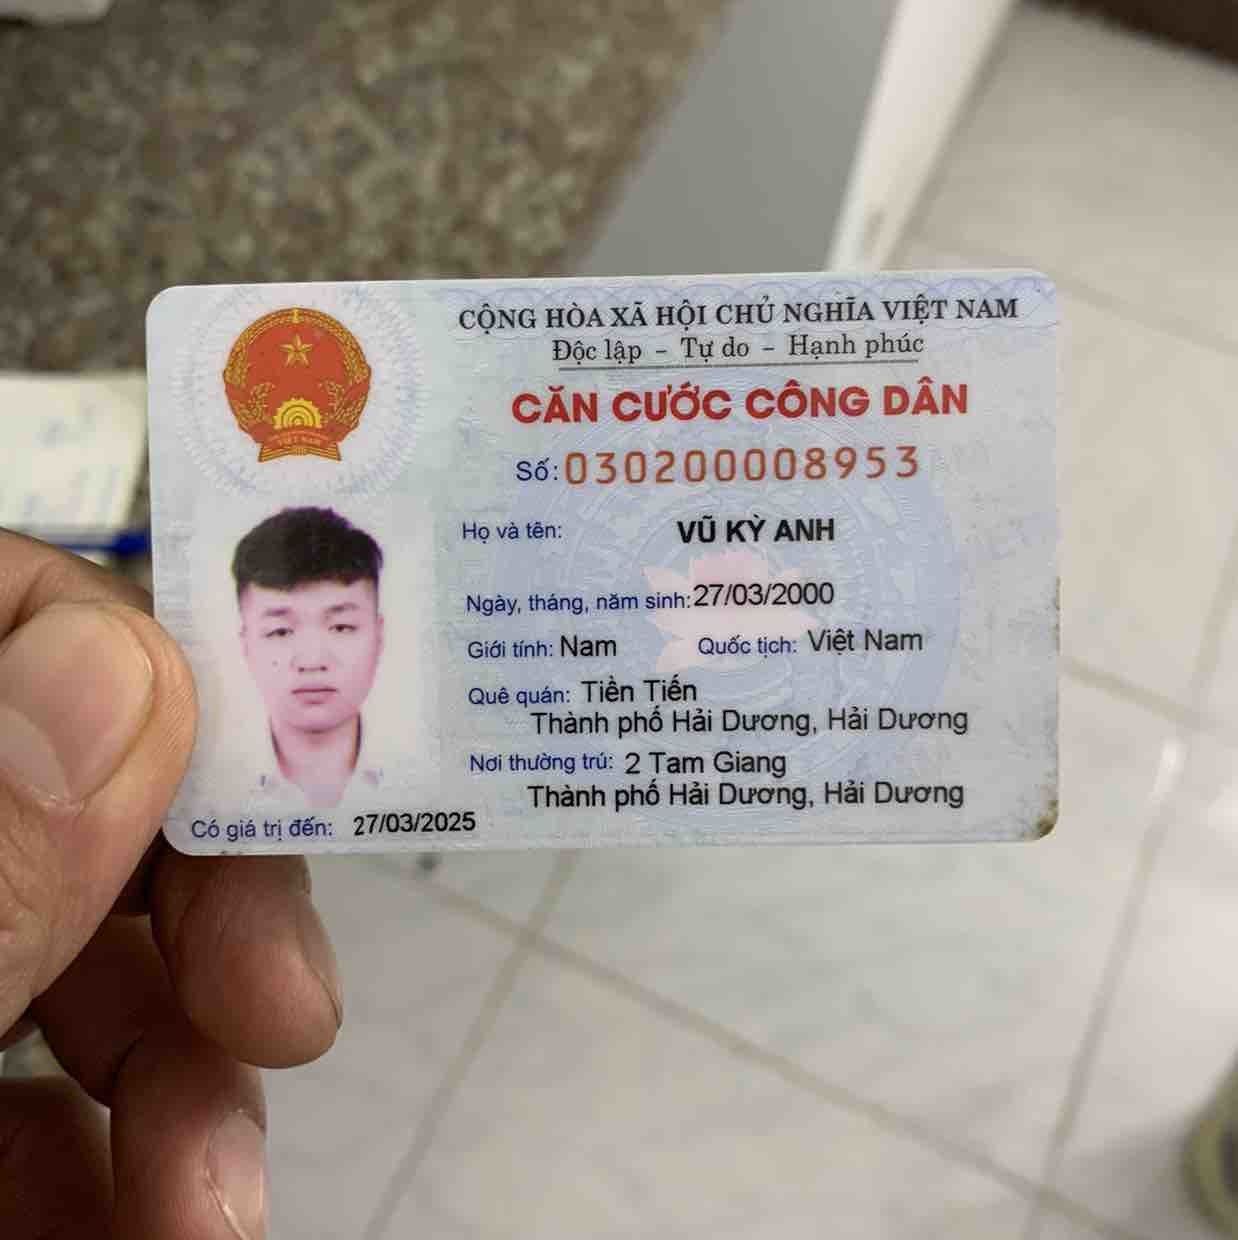 CỘNG HÒA XÃ HỘI CHỦ NGHĨA VIỆT NAM
Độc lập - Tự do - Hạnh phúc
CĂN CƯỚC CÔNG DÂN
Số: 030200008953
Họ và tên: VŨ KỲ ANH
Ngày, tháng, năm sinh: 27/03/2000
Giới tính: Nam Quốc tịch: Việt Nam
Quê quán: Tiền Tiến
Thành phố Hải Dương, Hải Dương
Nơi thường trú: 2 Tam Giang
Thành phố Hải Dương, Hải Dương
Có giá trị đến: 27/03/2025
VIỆT NAM